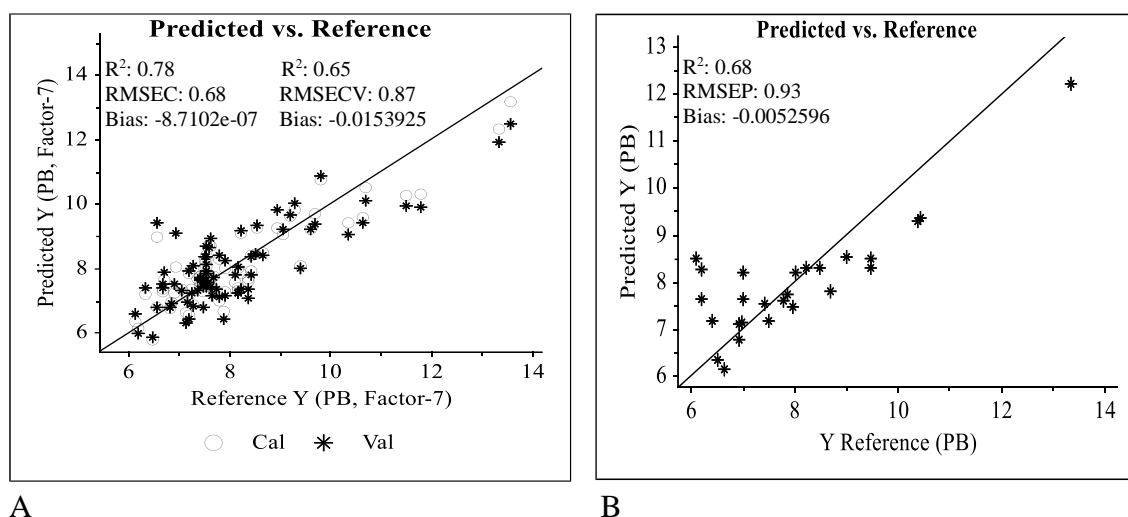 Predicted vs. Reference
R²: 0.78
RMSEC: 0.68
Bias: -8.7102e-07
R²: 0.65
RMSECV: 0.87
Bias: -0.0153925
Predicted Y (PB, Factor-7)
14
12
10
8
6
6 8 10 12 14
Reference Y (PB, Factor-7)
Cal Val
A
Predicted vs. Reference
R²: 0.68
RMSEP: 0.93
Bias: -0.0052596
Predicted Y (PB)
13
12
11
10
9
8
7
6
6 8 10 12 14
Y Reference (PB)
B